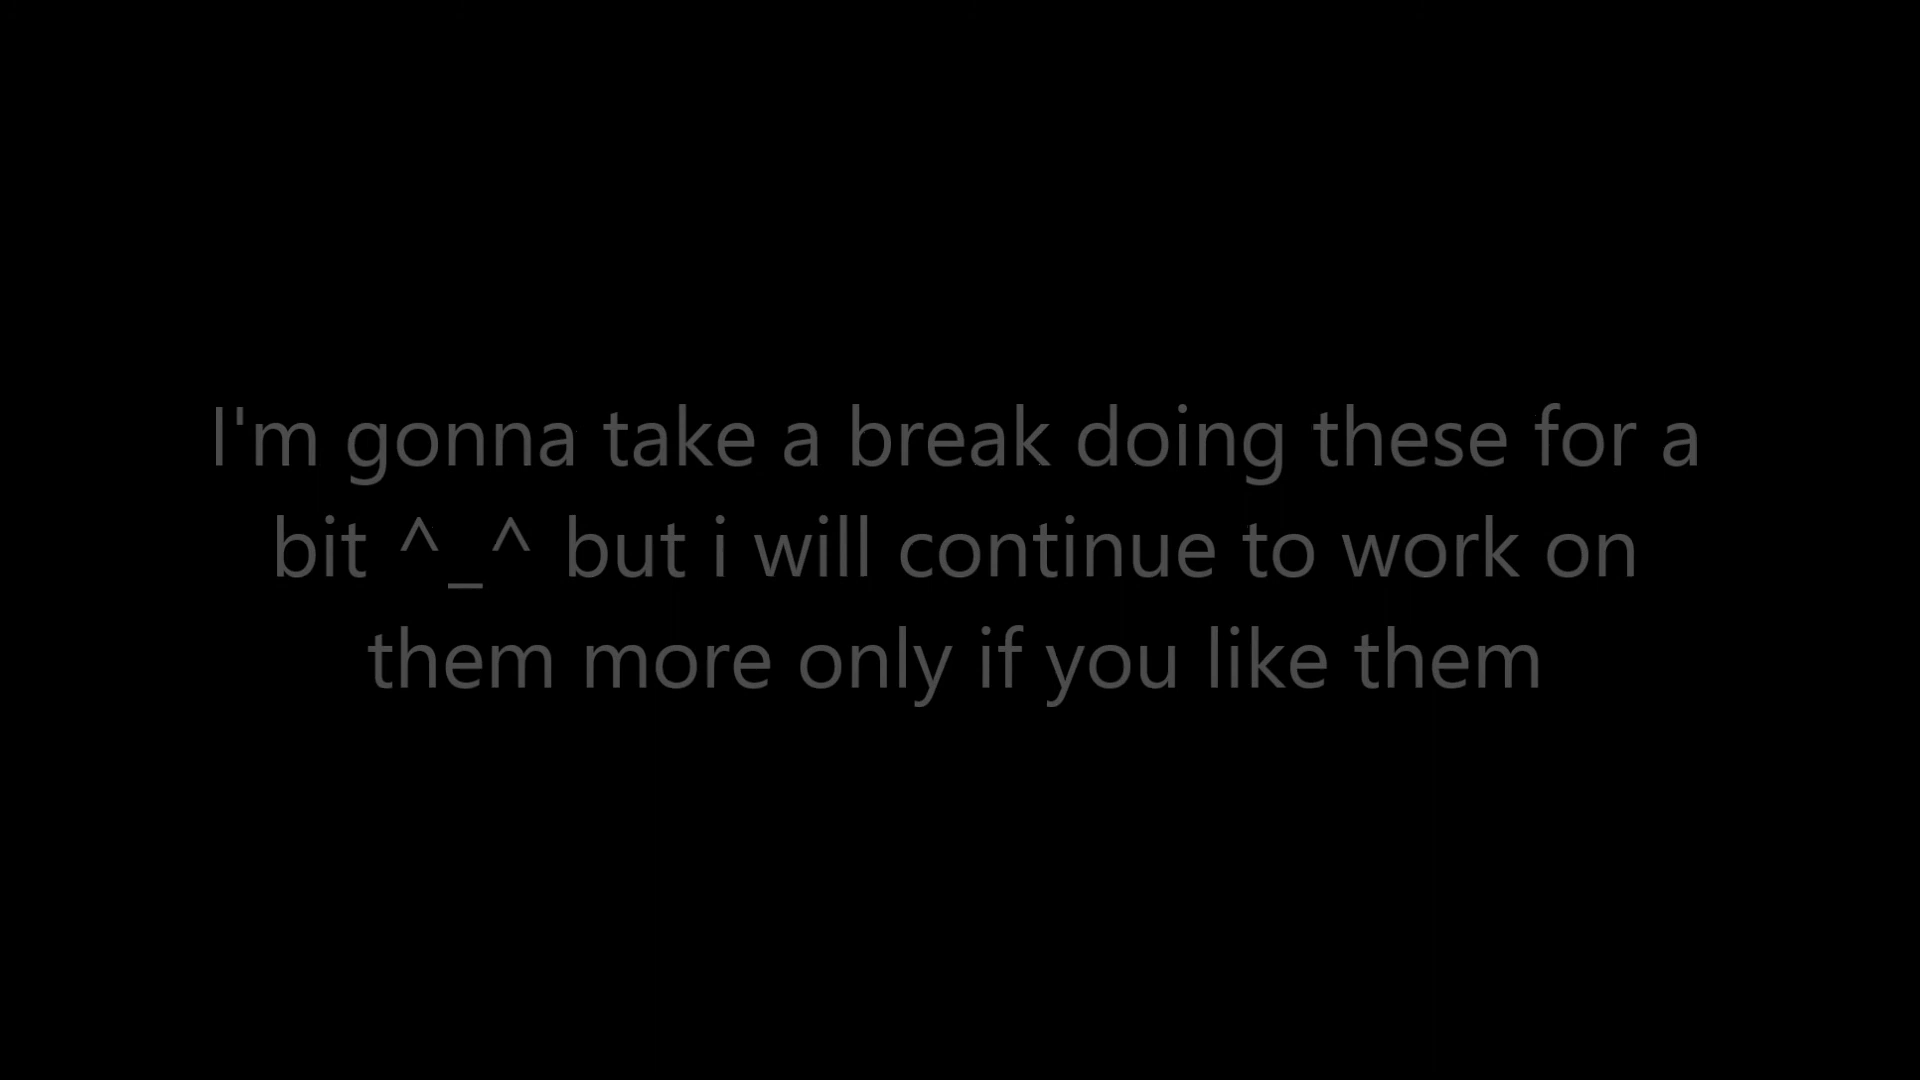 I'm gonna take a break doing these for a
bit ^_^ but i will continue to work on
them more only if you like them